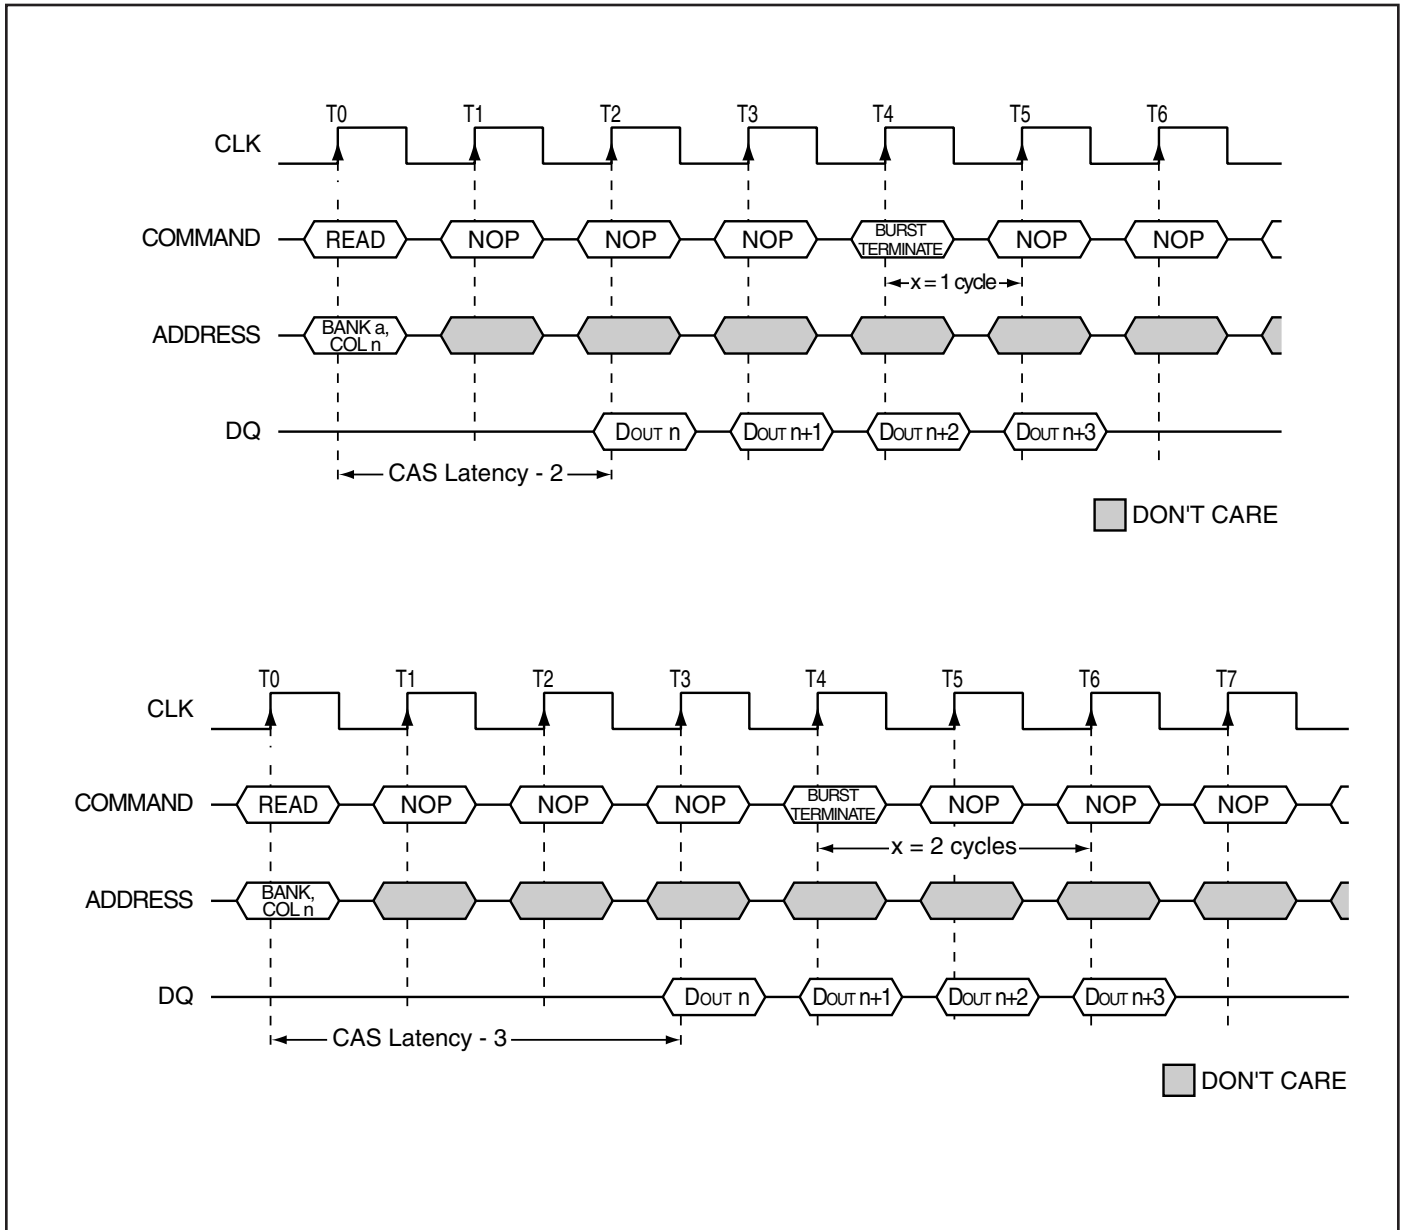 T0 T1 T2 T3 T4 T5 T6
CLK
COMMAND READ NOP NOP NOP BURST TERMINATE NOP NOP
x = 1 cycle
ADDRESS BANK a, COL n
DQ DOUT n DOUT n+1 DOUT n+2 DOUT n+3
CAS Latency - 2
DON'T CARE
T0 T1 T2 T3 T4 T5 T6 T7
CLK
COMMAND READ NOP NOP NOP BURST TERMINATE NOP NOP NOP
x = 2 cycles
ADDRESS BANK, COL n
DQ DOUT n DOUT n+1 DOUT n+2 DOUT n+3
CAS Latency - 3
DON'T CARE